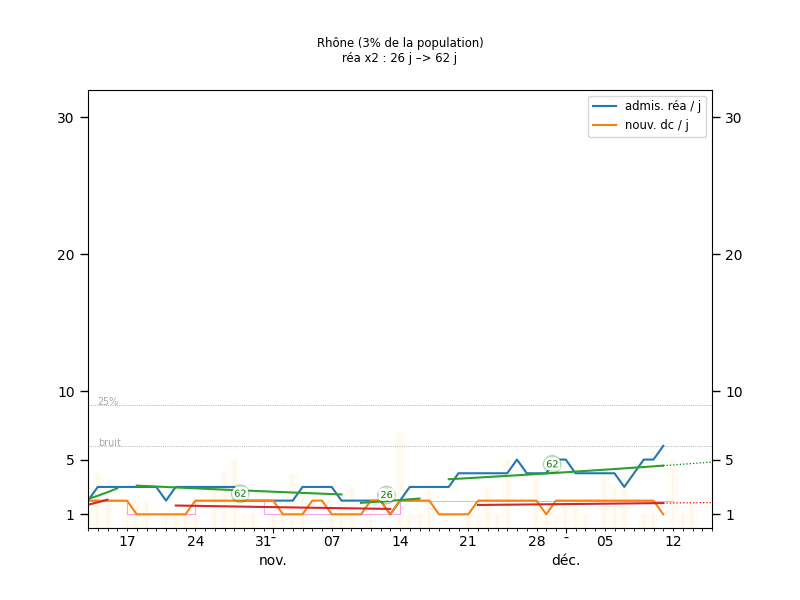 Rhône (3% de la population)
réa x2 : 26 j –> 62 j
admis. réa / j
nouv. dc / j
30 30
20 20
10 10
25%
bruit
5 5
62 26 62
1 1
17 24 31 07 14 21 28 05 12
nov. déc.